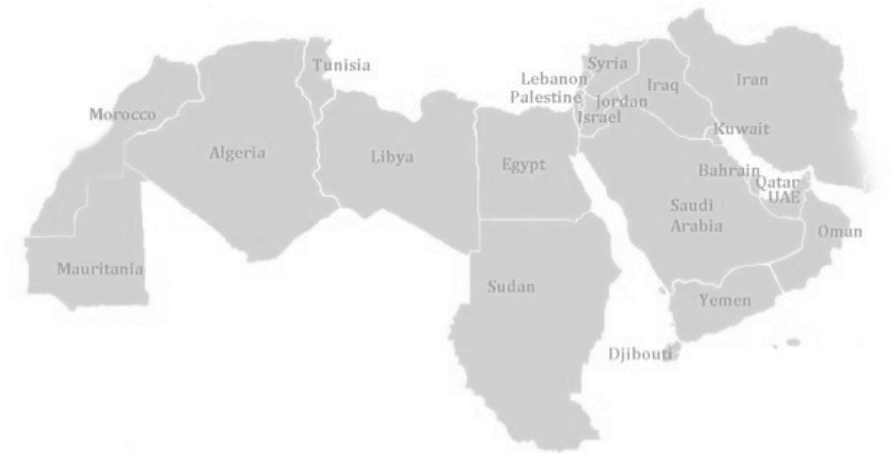 Tunisia
Syria
Lebanon
Iraq
Iran
Palestine
Jordan
Morocco
Israel
Kuwait
Algeria
Libya
Egypt
Bahrain
Qatar
UAE
Saudi
Arabia
Oman
Mauritania
Sudan
Yemen
Djibouti